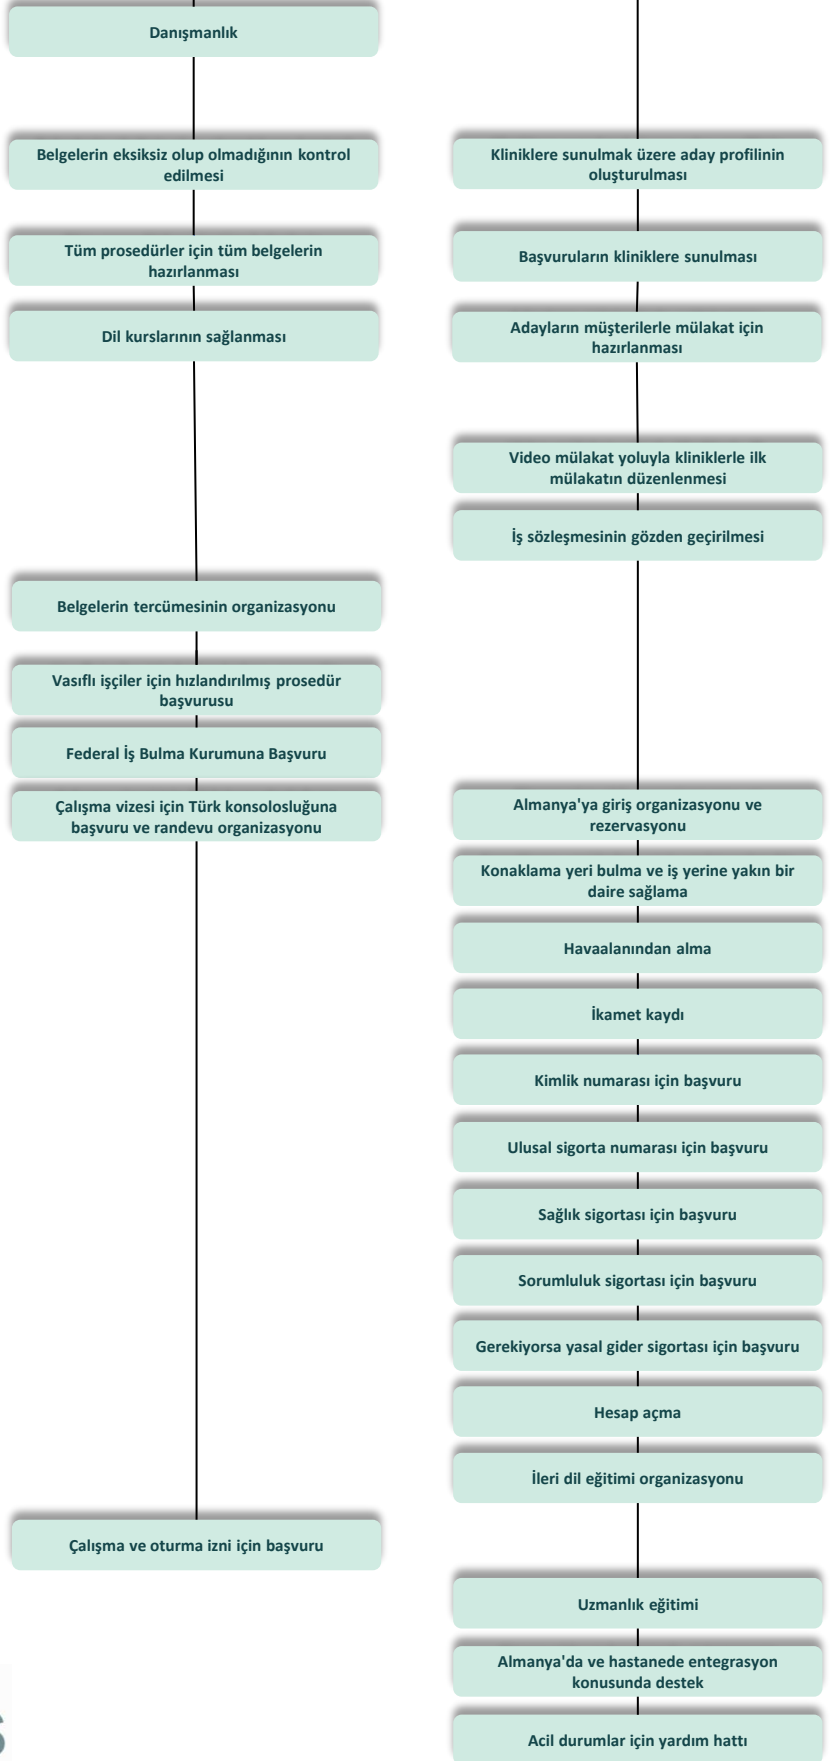 Danışmanlık
Belgelerin eksiksiz olup olmadığının kontrol
edilmesi
Tüm prosedürler için tüm belgelerin
hazırlanması
Dil kurslarının sağlanması
Belgelerin tercümesinin organizasyonu
Vasıflı işçiler için hızlandırılmış prosedür
başvurusu
Federal İş Bulma Kurumuna Başvuru
Çalışma vizesi için Türk konsolosluğuna
başvuru ve randevu organizasyonu
Çalışma ve oturma izni için başvuru
Kliniklere sunulmak üzere aday profilinin
oluşturulması
Başvuruların kliniklere sunulması
Adayların müşterilerle mülakat için
hazırlanması
Video mülakat yoluyla kliniklerle ilk
mülakatın düzenlenmesi
İş sözleşmesinin gözden geçirilmesi
Almanya'ya giriş organizasyonu ve
rezervasyonu
Konaklama yeri bulma ve iş yerine yakın bir
daire sağlama
Havaalanından alma
İkamet kaydı
Kimlik numarası için başvuru
Ulusal sigorta numarası için başvuru
Sağlık sigortası için başvuru
Sorumluluk sigortası için başvuru
Gerekiyorsa yasal gider sigortası için başvuru
Hesap açma
İleri dil eğitimi organizasyonu
Uzmanlık eğitimi
Almanya'da ve hastanede entegrasyon
konusunda destek
Acil durumlar için yardım hattı